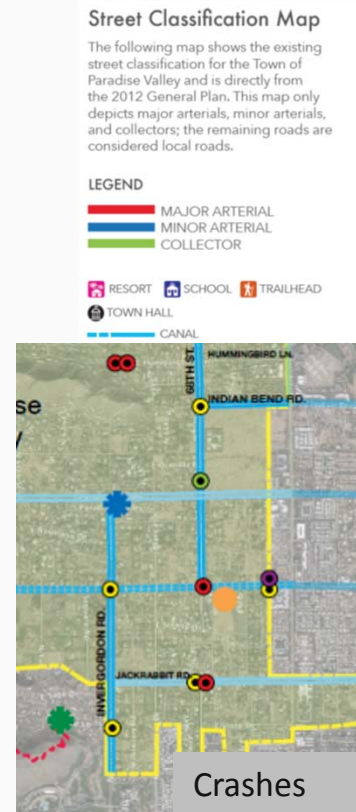 Street Classification Map
The following map shows the existing
street classification for the Town of
Paradise Valley and is directly from
the 2012 General Plan. This map only
depicts major arterials, minor arterials,
and collectors; the remaining roads are
considered local roads.
LEGEND
MAJOR ARTERIAL
MINOR ARTERIAL
COLLECTOR
RESORT SCHOOL TRAILHEAD
TOWN HALL
CANAL
HUMMINGBIRD LN.
68TH ST.
INDIAN BEND RD.
se
y
INVERGORDON RD.
JACKRABBIT RD.
Crashes